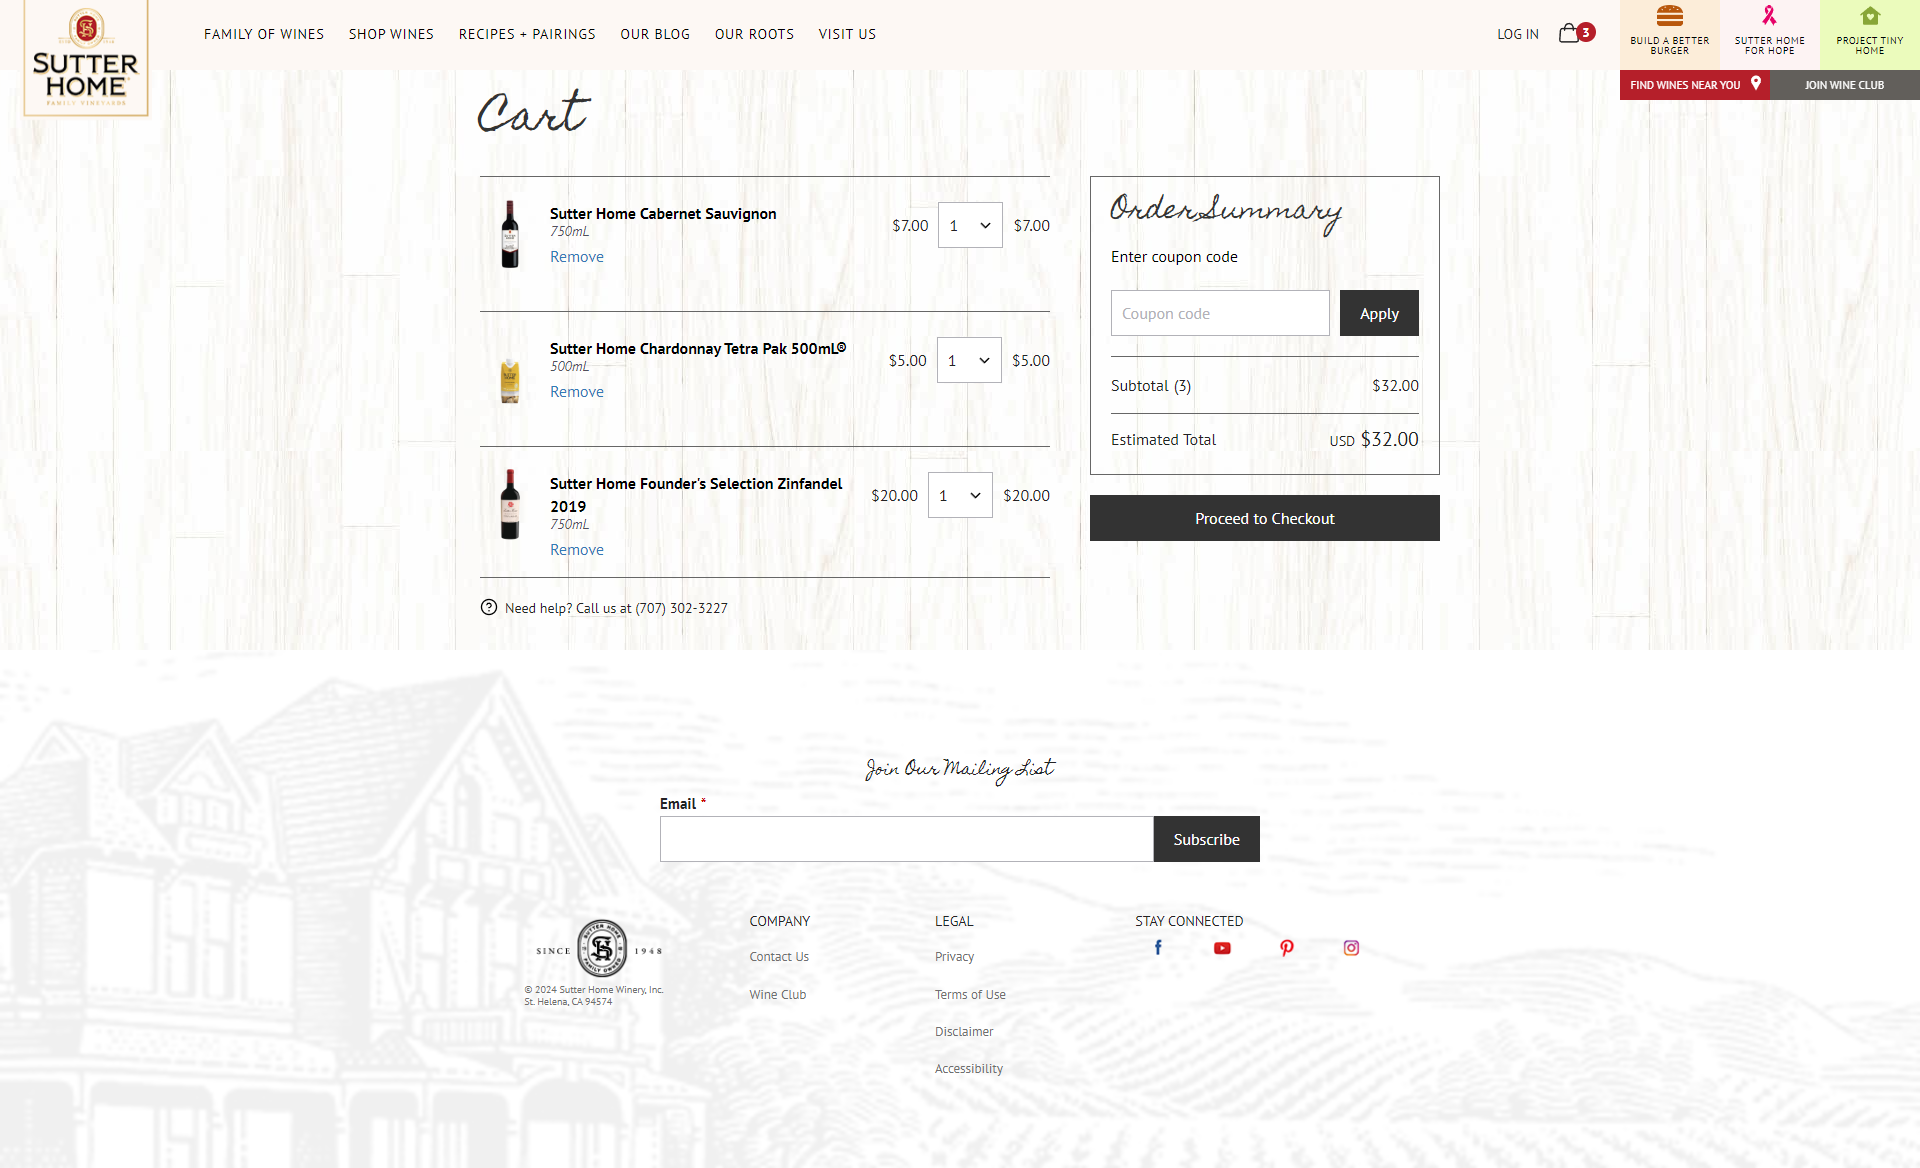 SUTTER
HOME
FAMILY VINEYARDS
FAMILY OF WINES
SHOP WINES
RECIPES + PAIRINGS
OUR BLOG
OUR ROOTS
VISIT US
LOG IN
3
BUILD A BETTER
BURGER
SUTTER HOME
FOR HOPE
PROJECT TINY
HOME
FIND WINES NEAR YOU
JOIN WINE CLUB
Cart
Sutter Home Cabernet Sauvignon
750mL
Remove
$7.00 1 $7.00
Sutter Home Chardonnay Tetra Pak 500mL®
500mL
Remove
$5.00 1 $5.00
Sutter Home Founder's Selection Zinfandel
2019
750mL
Remove
$20.00 1 $20.00
Need help? Call us at (707) 302-3227
Order Summary
Enter coupon code
Coupon code
Apply
Subtotal (3) $32.00
Estimated Total USD $32.00
Proceed to Checkout
Join Our Mailing List
Email *
Subscribe
SINCE 1948
SUTTER HOME
FAMILY OWNED
© 2024 Sutter Home Winery, Inc.
St. Helena, CA 94574
COMPANY
Contact Us
Wine Club
LEGAL
Privacy
Terms of Use
Disclaimer
Accessibility
STAY CONNECTED